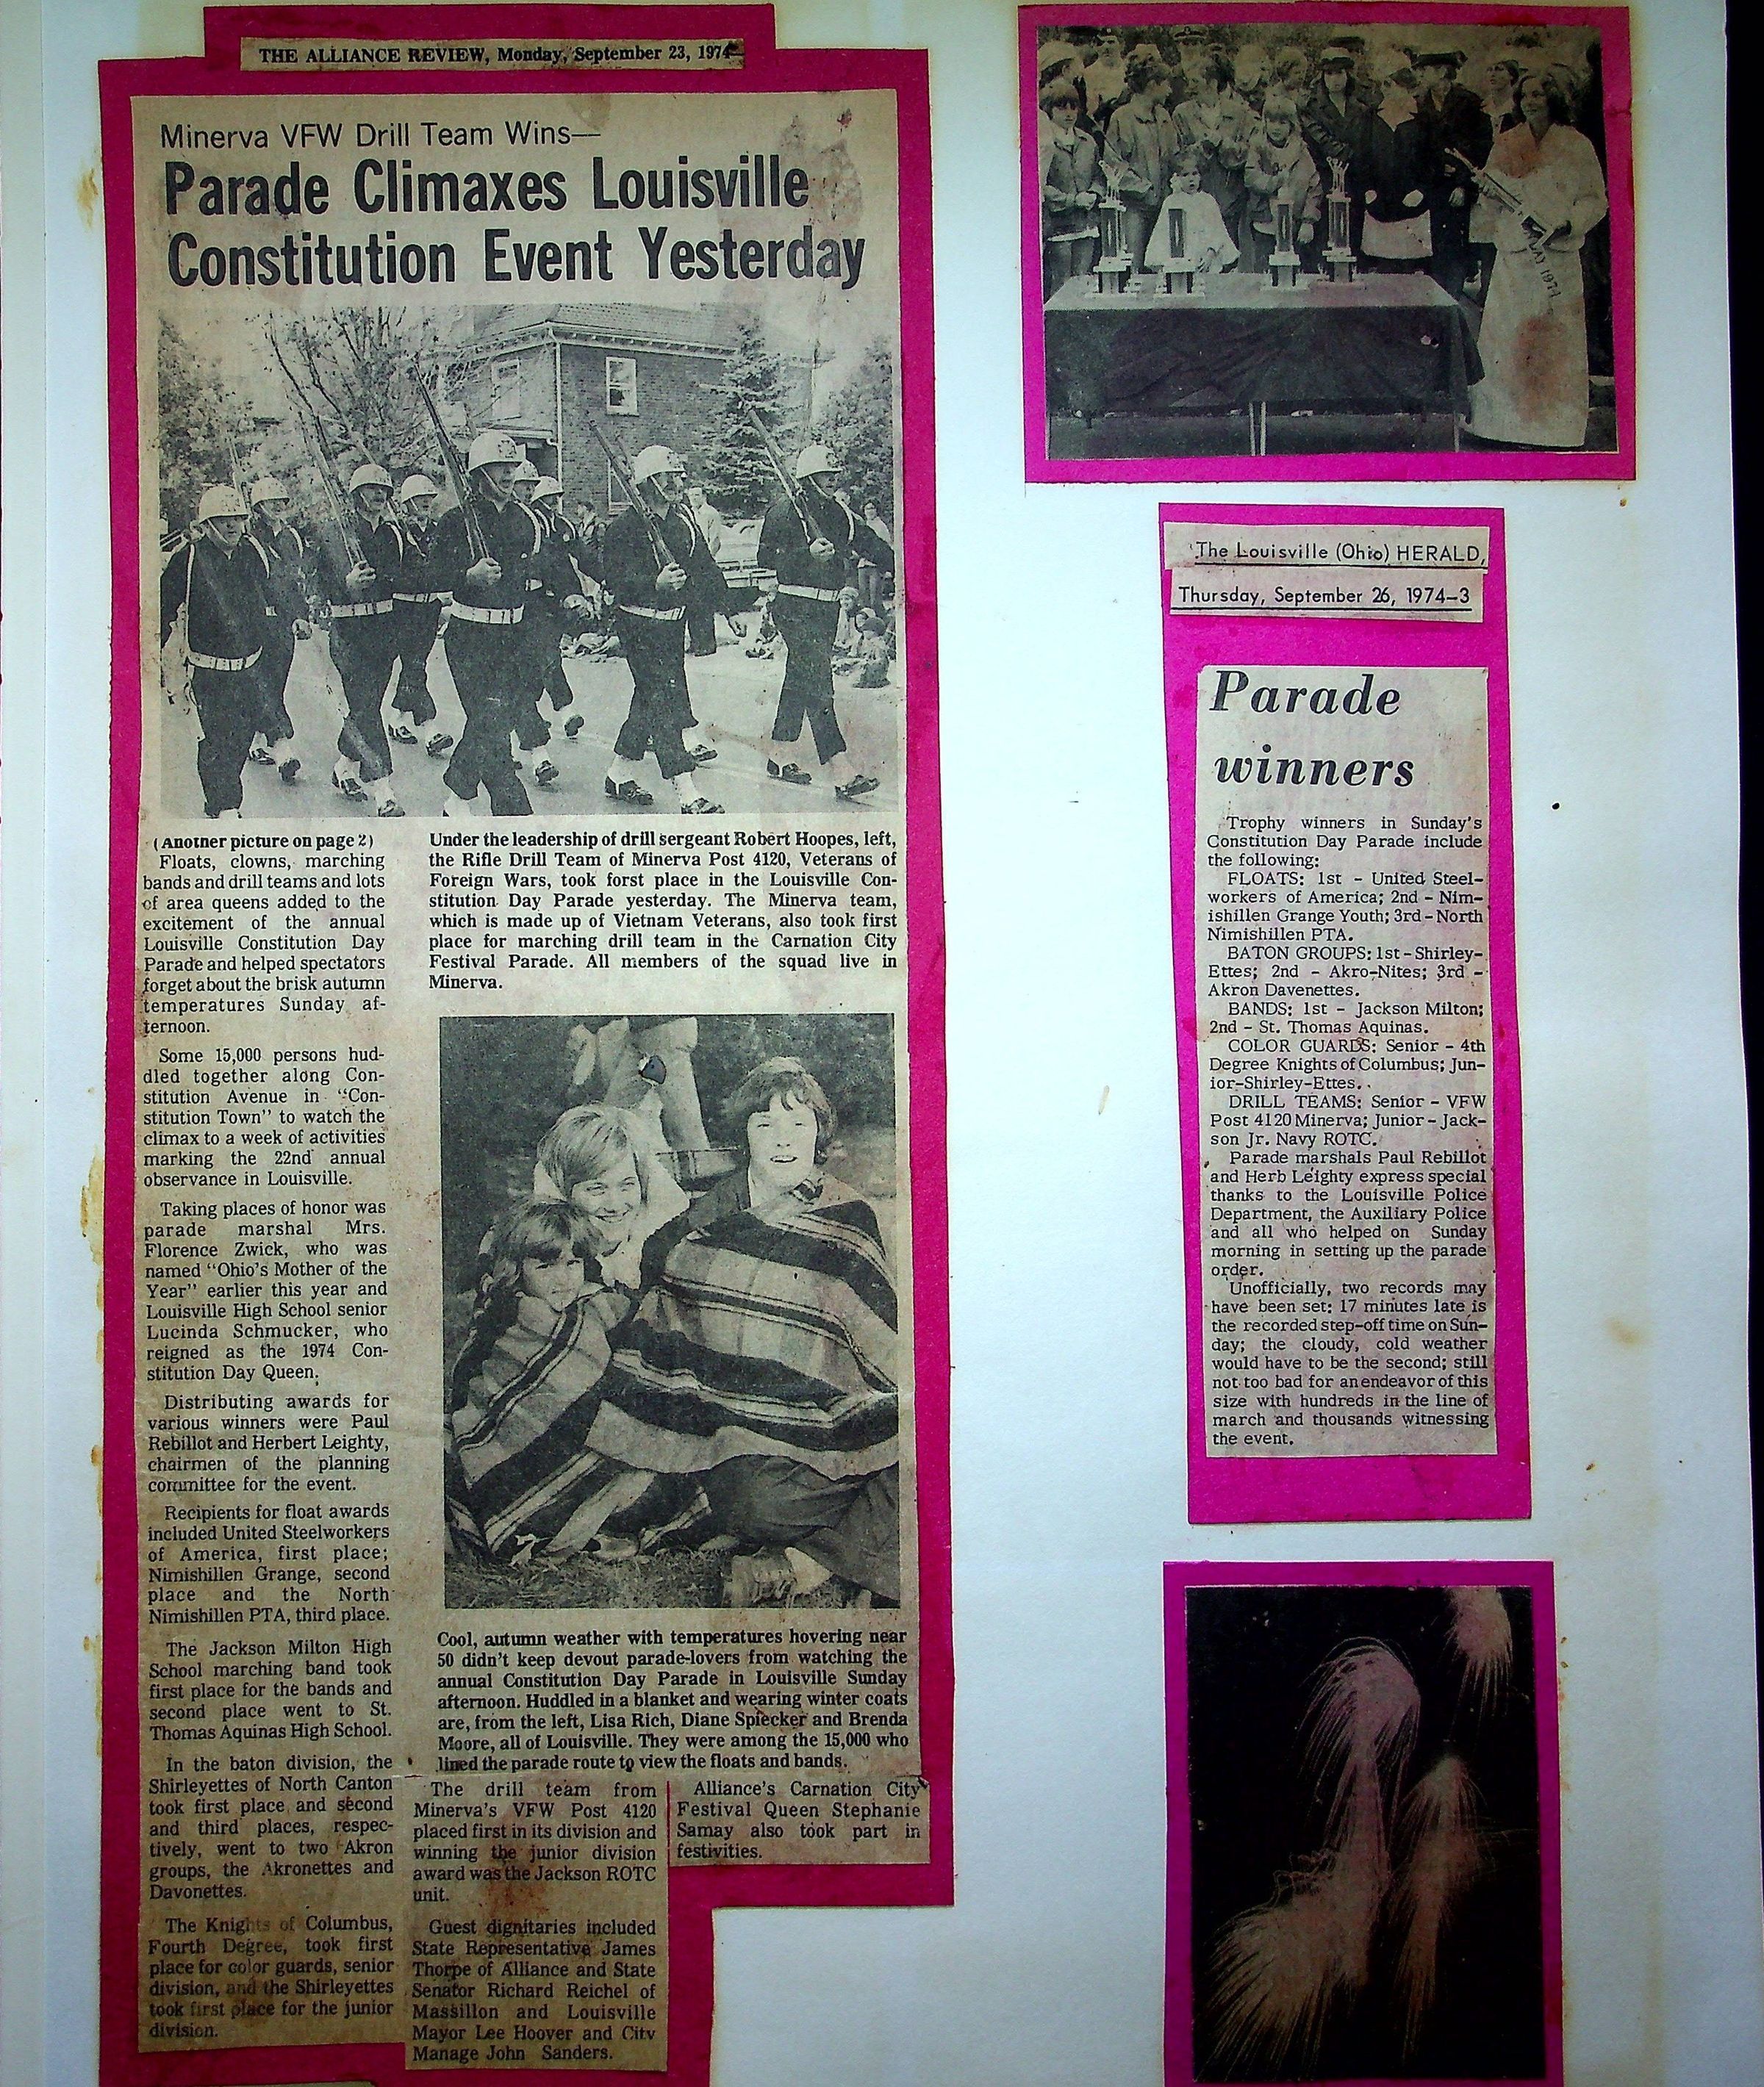 THE ALLIANCE REVIEW, Monday, September 23, 1974
Minerva VFW Drill Team Wins—
Parade Climaxes Louisville
Constitution Event Yesterday
(Another picture on page 2)
Floats, clowns, marching
bands and drill teams and lots
of area queens added to the
excitement of the annual
Louisville Constitution Day
Parade and helped spectators
forget about the brisk autumn
temperatures Sunday af-
ternoon.
Some 15,000 persons hud-
dled together along Con-
stitution Avenue in "Con-
stitution Town" to watch the
climax to a week of activities
marking the 22nd annual
observance in Louisville.
Taking places of honor was
parade marshal Mrs.
Florence Zwick, who was
named "Ohio's Mother of the
Year" earlier this year and
Louisville High School senior
Lucinda Schmucker, who
reigned as the 1974 Con-
stitution Day Queen.
Distributing awards for
various winners were Paul
Rebillot and Herbert Leighty,
chairmen of the planning
committee for the event.
Recipients for float awards
included United Steelworkers
of America, first place;
Nimishillen Grange, second
place and the North
Nimishillen PTA, third place.
The Jackson Milton High
School marching band took
first place for the bands and
second place went to St.
Thomas Aquinas High School.
In the baton division, the
Shirleyettes of North Canton
took first place and second
and third places, respec-
tively, went to two Akron
groups, the Akronettes and
Davonettes.
The Knights of Columbus,
Fourth Degree, took first
place for color guards, senior
division, and the Shirleyettes
took first place for the junior
division.
Under the leadership of drill sergeant Robert Hoopes, left,
the Rifle Drill Team of Minerva Post 4120, Veterans of
Foreign Wars, took forst place in the Louisville Con-
stitution Day Parade yesterday. The Minerva team,
which is made up of Vietnam Veterans, also took first
place for marching drill team in the Carnation City
Festival Parade. All members of the squad live in
Minerva.
Cool, autumn weather with temperatures hovering near
50 didn't keep devout parade-lovers from watching the
annual Constitution Day Parade in Louisville Sunday
afternoon. Huddled in a blanket and wearing winter coats
are, from the left, Lisa Rich, Diane Spiecker and Brenda
Moore, all of Louisville. They were among the 15,000 who
lined the parade route to view the floats and bands.
The drill team from
Minerva's VFW Post 4120
placed first in its division and
winning the junior division
award was the Jackson ROTC
unit.
Guest dignitaries included
State Representative James
Thorpe of Alliance and State
Senator Richard Reichel of
Massillon and Louisville
Mayor Lee Hoover and City
Manage John Sanders.
Alliance's Carnation City
Festival Queen Stephanie
Samay also took part in
festivities.
The Louisville (Ohio) HERALD,
Thursday, September 26, 1974-3
Parade
winners
Trophy winners in Sunday's
Constitution Day Parade include
the following:
FLOATS: 1st - United Steel-
workers of America; 2nd - Nim-
ishillen Grange Youth; 3rd - North
Nimishillen PTA.
BATON GROUPS: 1st - Shirley-
Ettes; 2nd - Akro-Nites; 3rd -
Akron Davenettes.
BANDS: 1st - Jackson Milton;
2nd - St. Thomas Aquinas.
COLOR GUARDS: Senior - 4th
Degree Knights of Columbus; Jun-
ior-Shirley-Ettes.
DRILL TEAMS: Senior - VFW
Post 4120 Minerva; Junior - Jack-
son Jr. Navy ROTC.
Parade marshals Paul Rebillot
and Herb Leighty express special
thanks to the Louisville Police
Department, the Auxiliary Police
and all who helped on Sunday
morning in setting up the parade
order.
Unofficially, two records may
have been set: 17 minutes late is
the recorded step-off time on Sun-
day; the cloudy, cold weather
would have to be the second; still
not too bad for an endeavor of this
size with hundreds in the line of
march and thousands witnessing
the event.